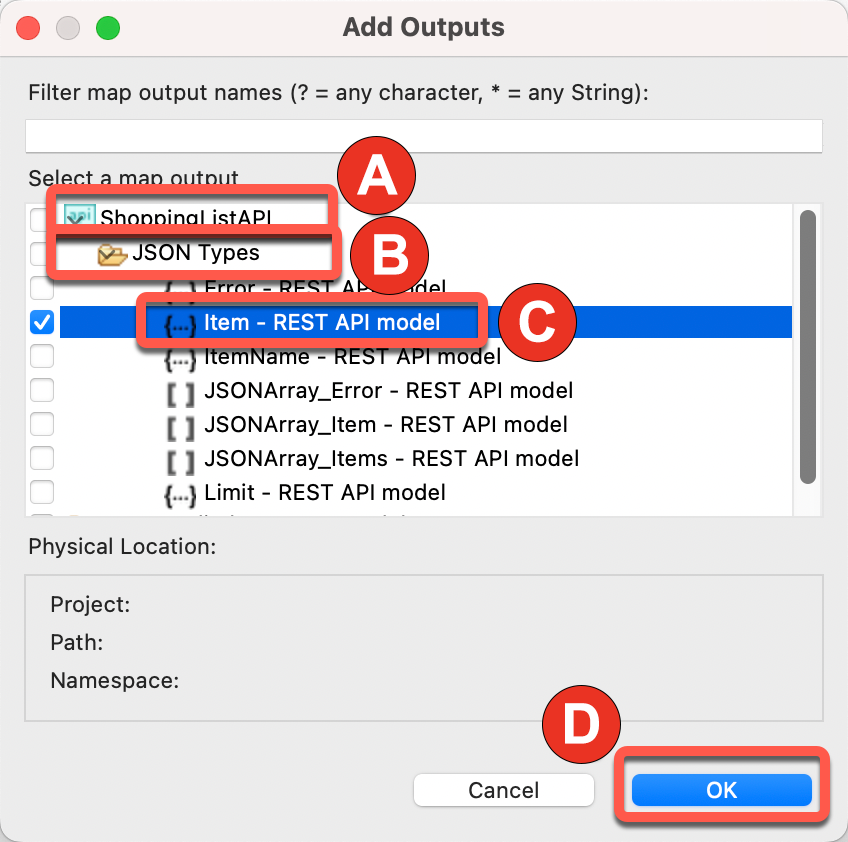 Add Outputs
Filter map output names (? = any character, * = any String):
Select a map output
A
api ShoppingListAPI
B
JSON Types
{...} Error - REST API model
{...} Item - REST API model
C
{...} ItemName - REST API model
[ ] JSONArray_Error - REST API model
[ ] JSONArray_Item - REST API model
[ ] JSONArray_Items - REST API model
{...} Limit - REST API model
Physical Location:
Project:
Path:
Namespace:
D
Cancel
OK